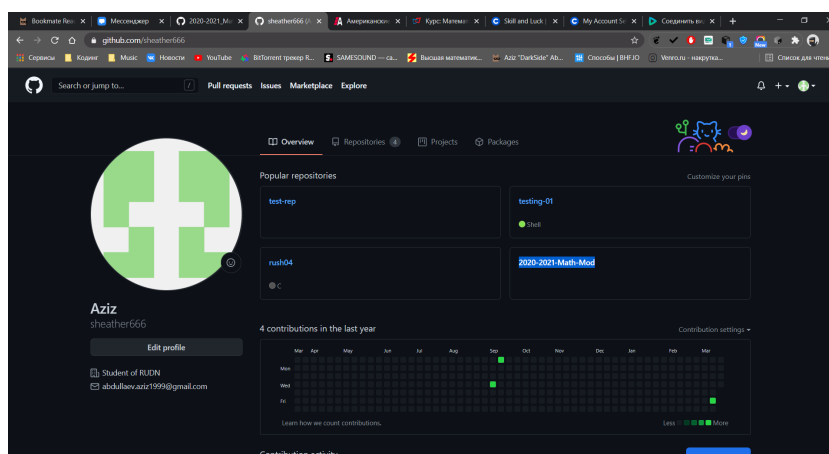 Bookmate Rea
Мессенджер
2020-2021_Ma
sheather666 (A
Американские
Курс: Математ
Skill and Luck |
My Account Se
Соединить ви
github.com/sheather666
Сервисы
Кодинг
Music
Новости
YouTube
BitTorrent трекер R...
SAMESOUND — са...
Высшая математик...
Aziz "DarkSide" Ab...
Способы | BHF.IO
Venro.ru - накрутка...
Список для чтен
Search or jump to...
/
Pull requests
Issues
Marketplace
Explore
Overview
Repositories 4
Projects
Packages
Popular repositories
Customize your pins
test-rep
testing-01
Shell
rush04
C
2020-2021-Math-Mod
Aziz
sheather666
Edit profile
Student of RUDN
abdullaev.aziz1999@gmail.com
4 contributions in the last year
Contribution settings
Mar Apr May Jun Jul Aug Sep Oct Nov Dec Jan Feb Mar
Mon
Wed
Fri
Learn how we count contributions.
Less
More
Contribution activity